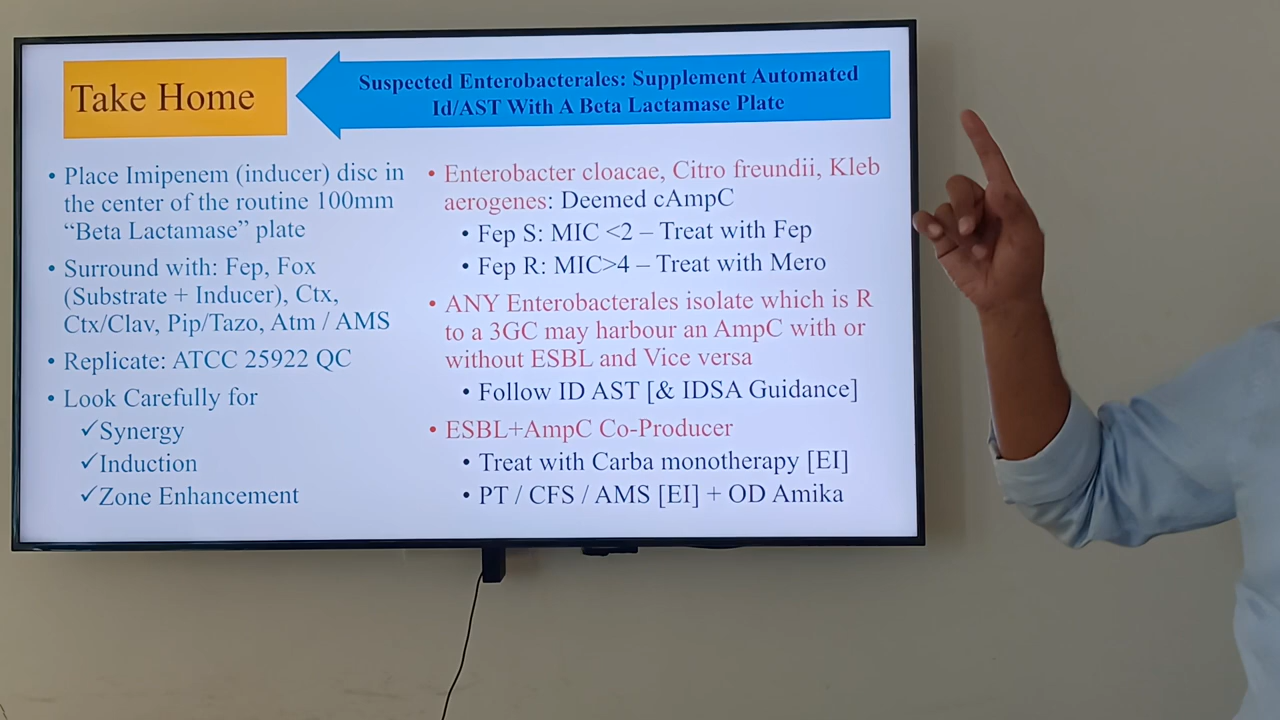 Take Home
Suspected Enterobacterales: Supplement Automated
Id/AST With A Beta Lactamase Plate
• Place Imipenem (inducer) disc in
the center of the routine 100mm
“Beta Lactamase” plate
• Surround with: Fep, Fox
(Substrate + Inducer), Ctx,
Ctx/Clav, Pip/Tazo, Atm / AMS
• Replicate: ATCC 25922 QC
• Look Carefully for
✓Synergy
✓Induction
✓Zone Enhancement
• Enterobacter cloacae, Citro freundii, Kleb
aerogenes: Deemed cAmpC
• Fep S: MIC <2 – Treat with Fep
• Fep R: MIC>4 – Treat with Mero
• ANY Enterobacterales isolate which is R
to a 3GC may harbour an AmpC with or
without ESBL and Vice versa
• Follow ID AST [& IDSA Guidance]
• ESBL+AmpC Co-Producer
• Treat with Carba monotherapy [EI]
• PT / CFS / AMS [EI] + OD Amika